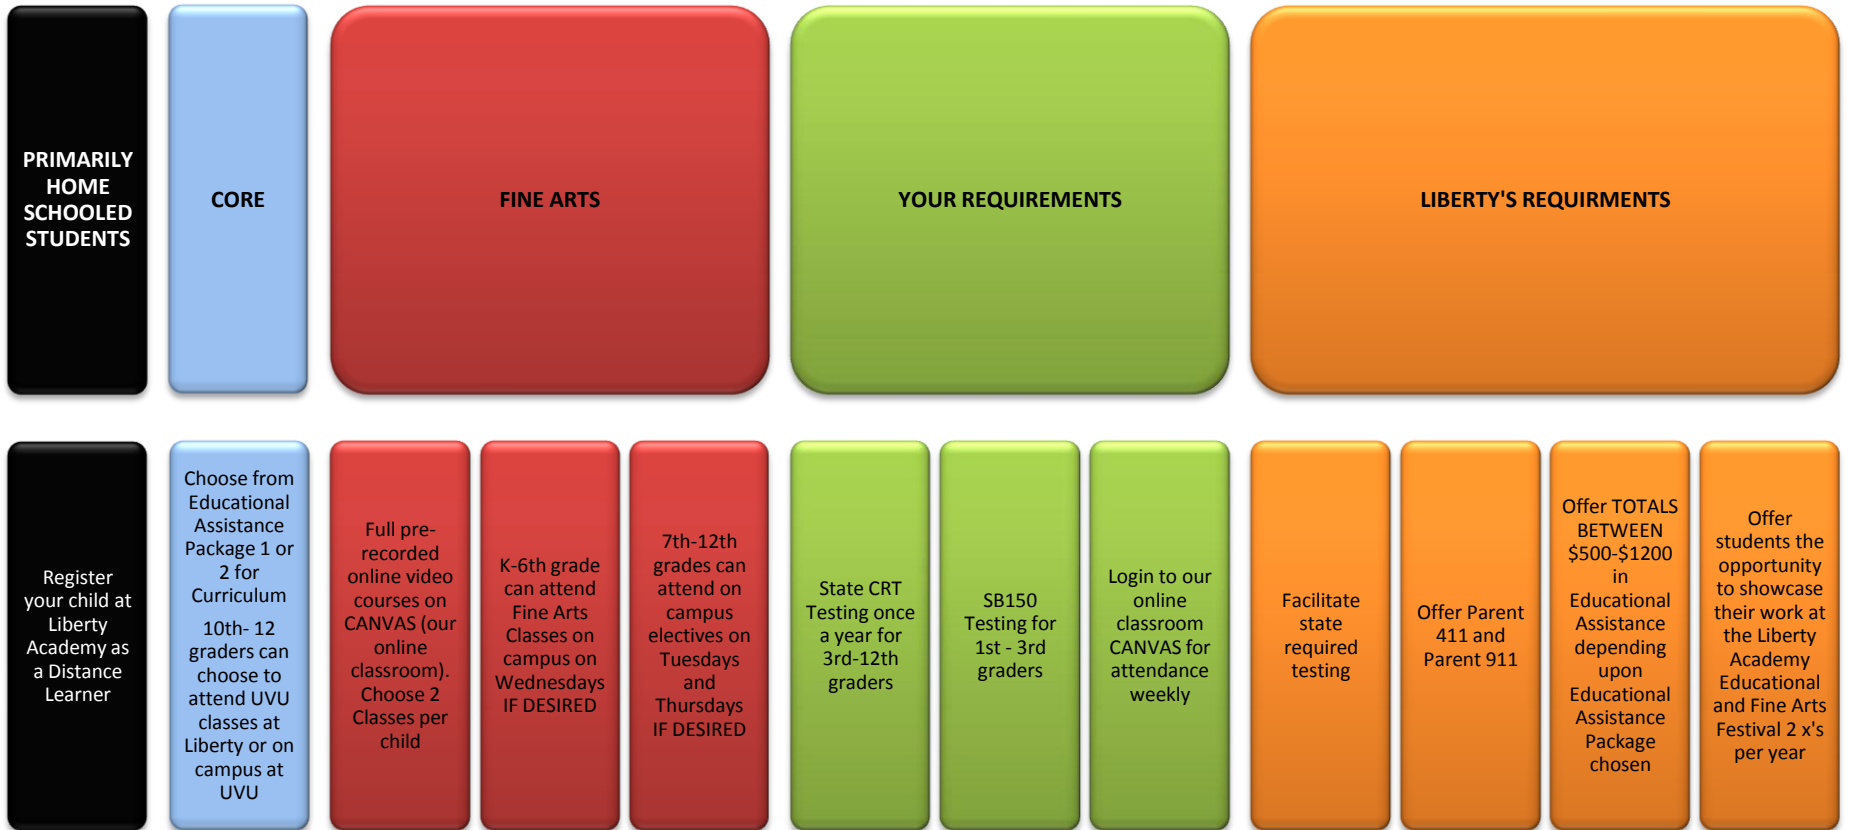 PRIMARILY
HOME
SCHOOLED
STUDENTS
CORE
FINE ARTS
YOUR REQUIREMENTS
LIBERTY'S REQUIRMENTS
Register
your child at
Liberty
Academy as
a Distance
Learner
Choose from
Educational
Assistance
Package 1 or
2 for
Curriculum
10th- 12
graders can
choose to
attend UVU
classes at
Liberty or on
campus at
UVU
Full pre-
recorded
online video
courses on
CANVAS (our
online
classroom).
Choose 2
Classes per
child
K-6th grade
can attend
Fine Arts
Classes on
campus on
Wednesdays
IF DESIRED
7th-12th
grades can
attend on
campus
electives on
Tuesdays
and
Thursdays
IF DESIRED
State CRT
Testing once
a year for
3rd-12th
graders
SB150
Testing for
1st - 3rd
graders
Login to our
online
classroom
CANVAS for
attendance
weekly
Facilitate
state
required
testing
Offer Parent
411 and
Parent 911
Offer TOTALS
BETWEEN
$500-$1200
in
Educational
Assistance
depending
upon
Educational
Assistance
Package
chosen
Offer
students the
opportunity
to showcase
their work at
the Liberty
Academy
Educational
and Fine Arts
Festival 2 x's
per year